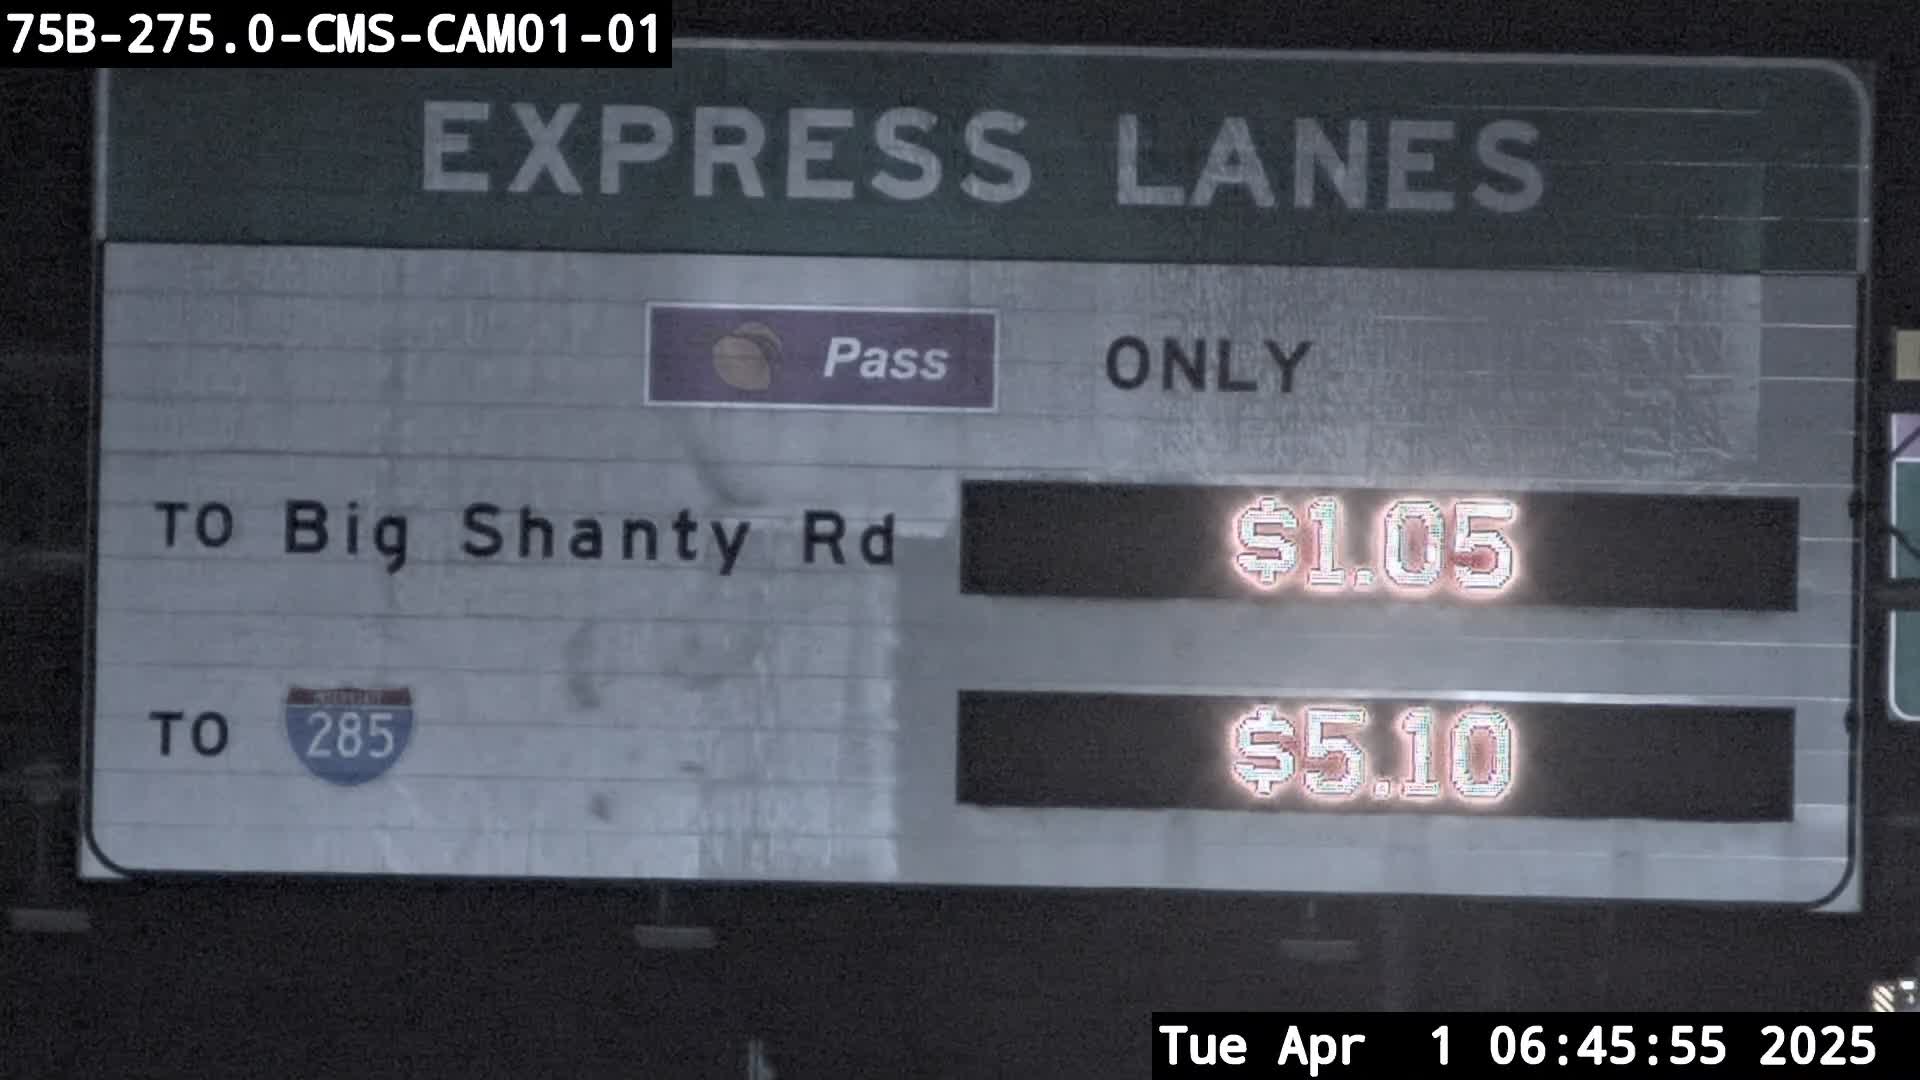 75B-275.0-CMS-CAM01-01
EXPRESS LANES
Pass ONLY
TO Big Shanty Rd $1.05
INTERSTATE
TO 285 $5.10
Tue Apr 1 06:45:55 2025